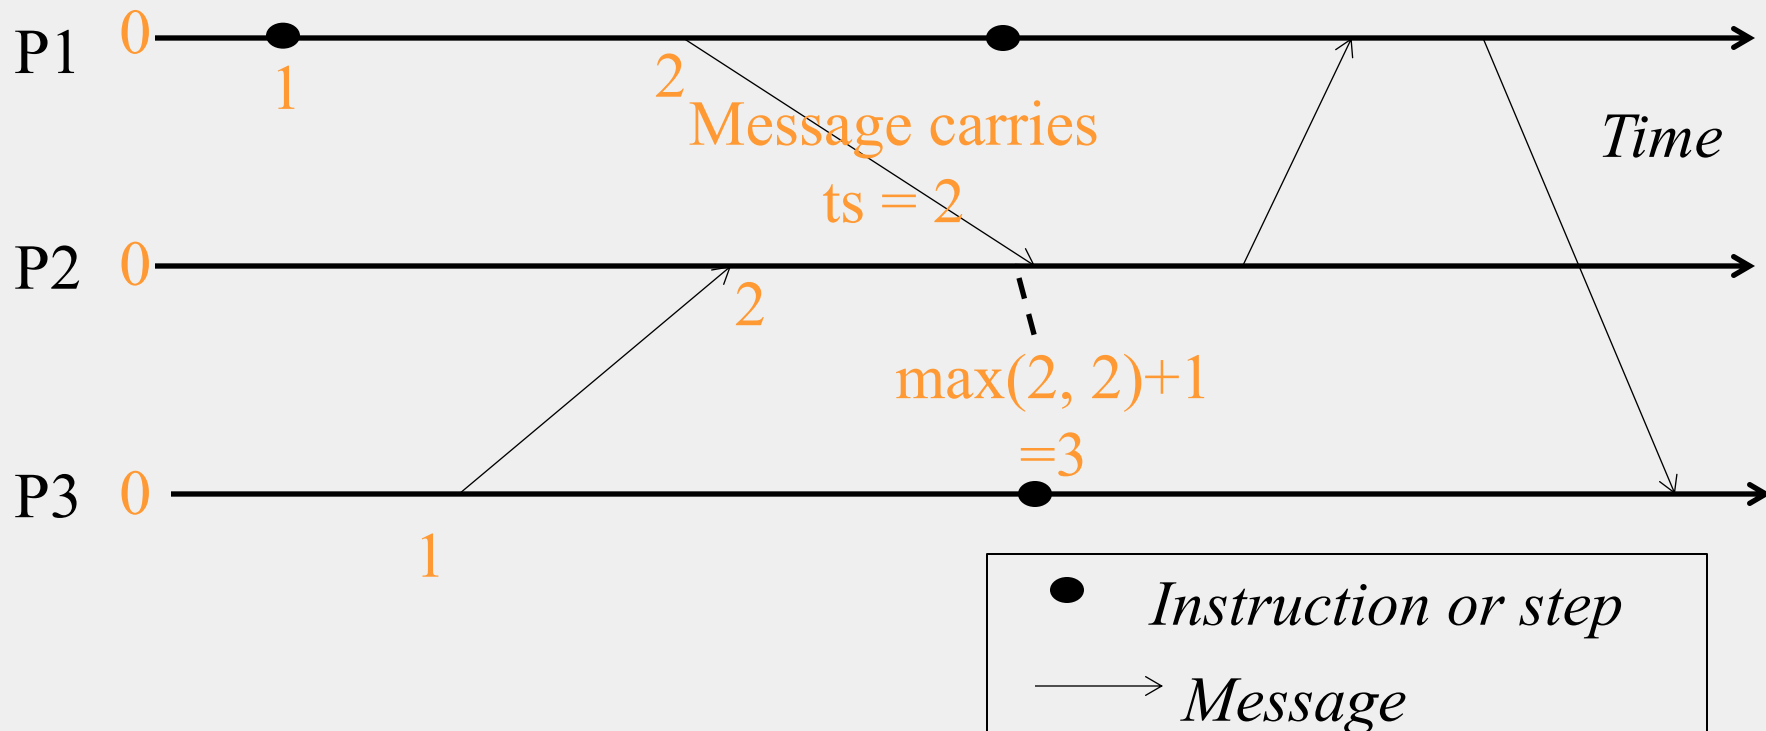 P1 0
1
2
Message carries
ts = 2
Time
P2 0
2
max(2, 2)+1
=3
P3 0
1
Instruction or step
Message